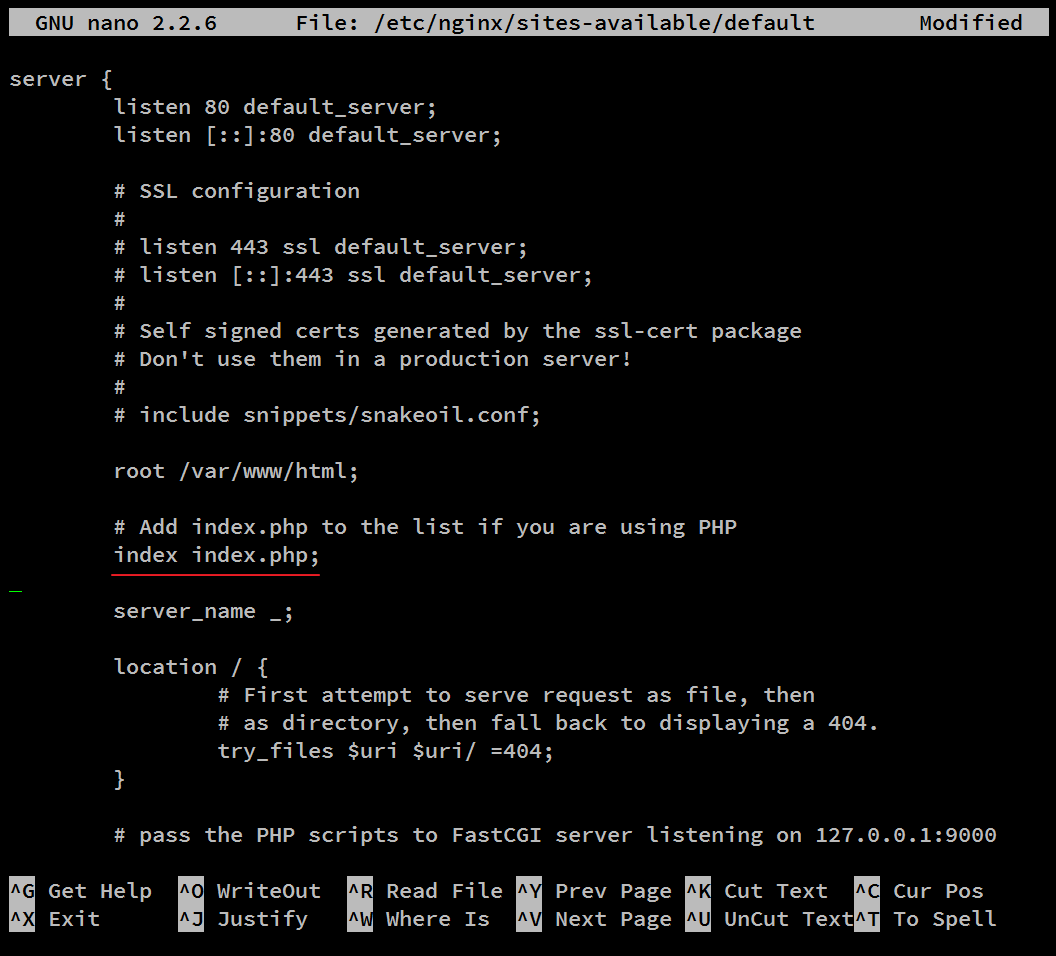 GNU nano 2.2.6 File: /etc/nginx/sites-available/default Modified
server {
listen 80 default_server;
listen [::]:80 default_server;
# SSL configuration
#
# listen 443 ssl default_server;
# listen [::]:443 ssl default_server;
#
# Self signed certs generated by the ssl-cert package
# Don't use them in a production server!
#
# include snippets/snakeoil.conf;
root /var/www/html;
# Add index.php to the list if you are using PHP
index index.php;
server_name _;
location / {
# First attempt to serve request as file, then
# as directory, then fall back to displaying a 404.
try_files $uri $uri/ =404;
}
# pass the PHP scripts to FastCGI server listening on 127.0.0.1:9000
^G Get Help ^O WriteOut ^R Read File ^Y Prev Page ^K Cut Text ^C Cur Pos
^X Exit ^J Justify ^W Where Is ^V Next Page ^U UnCut Text ^T To Spell